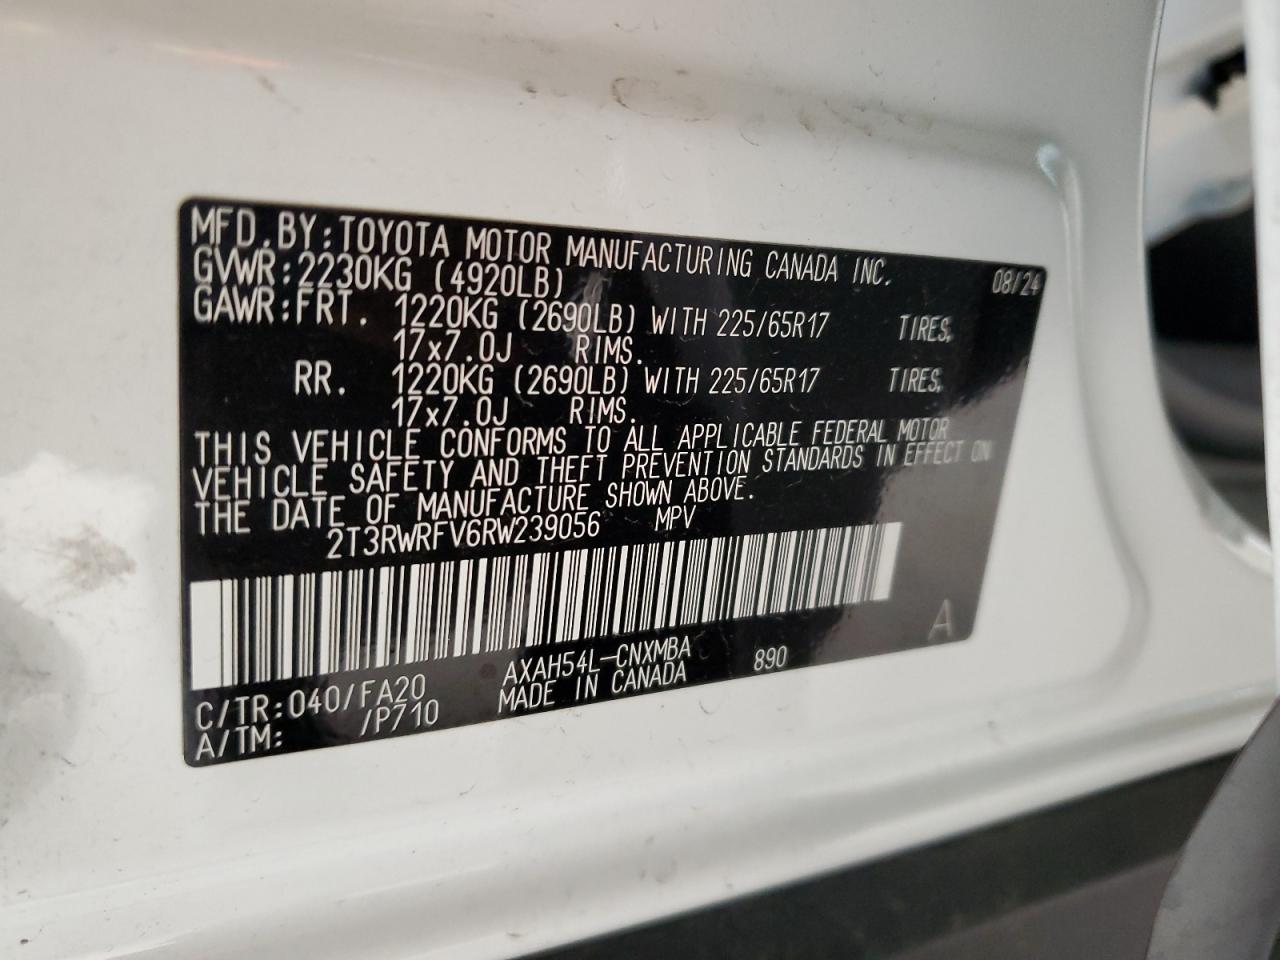 MFD.BY:TOYOTA MOTOR MANUFACTURING CANADA INC. 08/24
GVWR:2230KG (4920LB)
GAWR:FRT. 1220KG (2690LB) WITH 225/65R17 TIRES,
17x7.0J RIMS.
RR. 1220KG (2690LB) WITH 225/65R17 TIRES,
17x7.0J RIMS.
THIS VEHICLE CONFORMS TO ALL APPLICABLE FEDERAL MOTOR
VEHICLE SAFETY AND THEFT PREVENTION STANDARDS IN EFFECT ON
THE DATE OF MANUFACTURE SHOWN ABOVE.
2T3RWRFV6RW239056 MPV
C/TR:040/FA20 AXAH54L-CNXMBA 890 A
A/TM: /P710 MADE IN CANADA